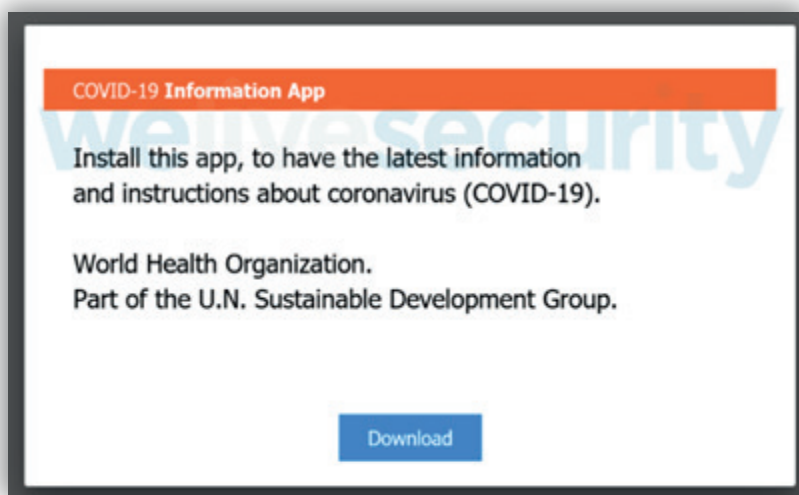 COVID-19 Information App
welivesecurity
Install this app, to have the latest information
and instructions about coronavirus (COVID-19).
World Health Organization.
Part of the U.N. Sustainable Development Group.
Download